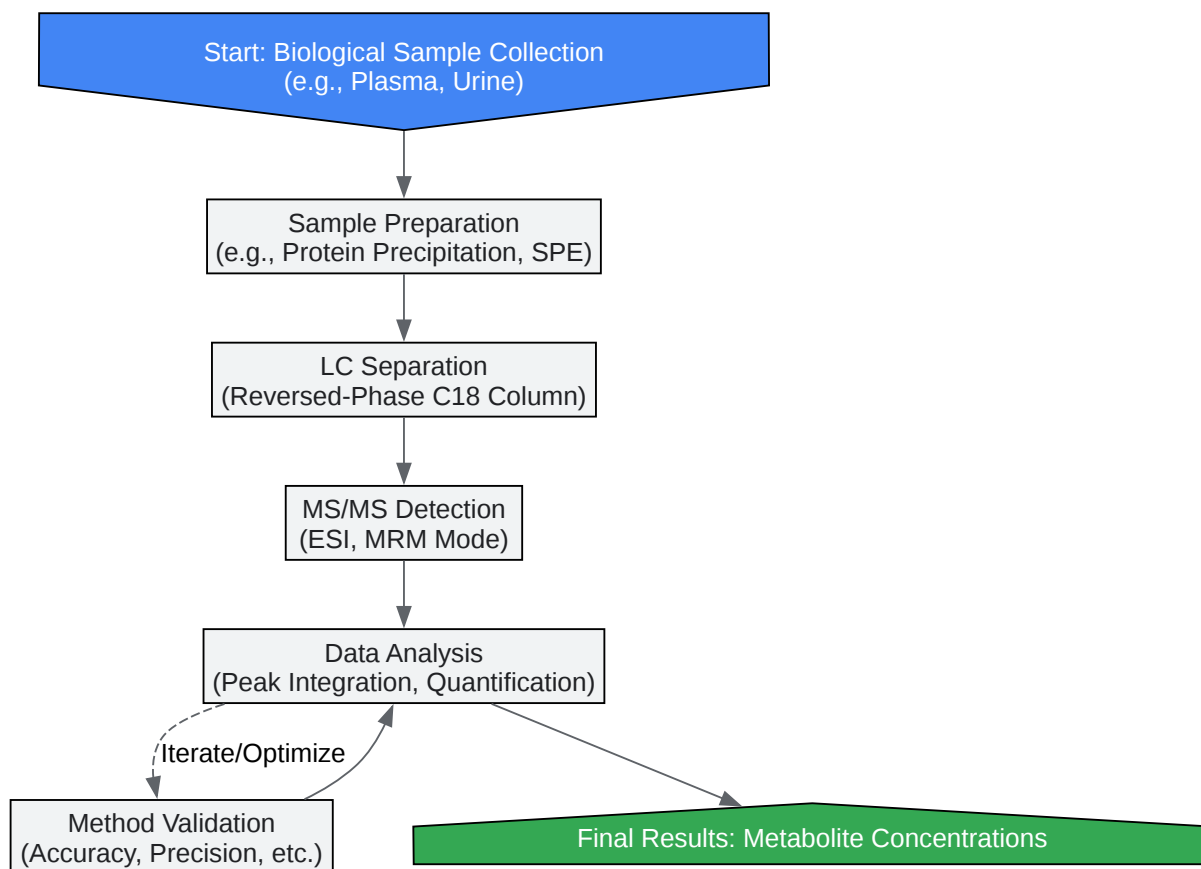 Start: Biological Sample Collection
(e.g., Plasma, Urine)
Sample Preparation
(e.g., Protein Precipitation, SPE)
LC Separation
(Reversed-Phase C18 Column)
MS/MS Detection
(ESI, MRM Mode)
Data Analysis
(Peak Integration, Quantification)
Iterate/Optimize
Method Validation
(Accuracy, Precision, etc.)
Final Results: Metabolite Concentrations